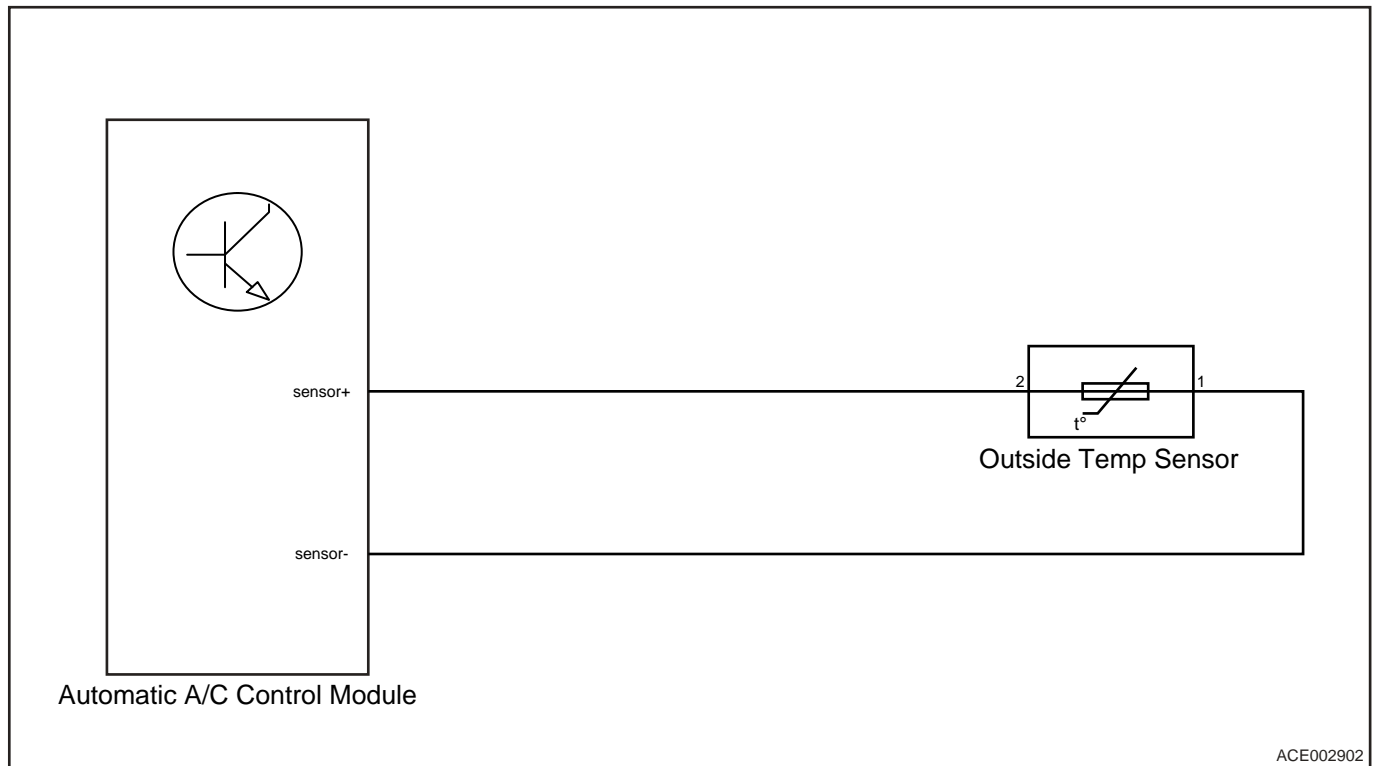 sensor+
2
1
t°
Outside Temp Sensor
sensor-
Automatic A/C Control Module
ACE002902